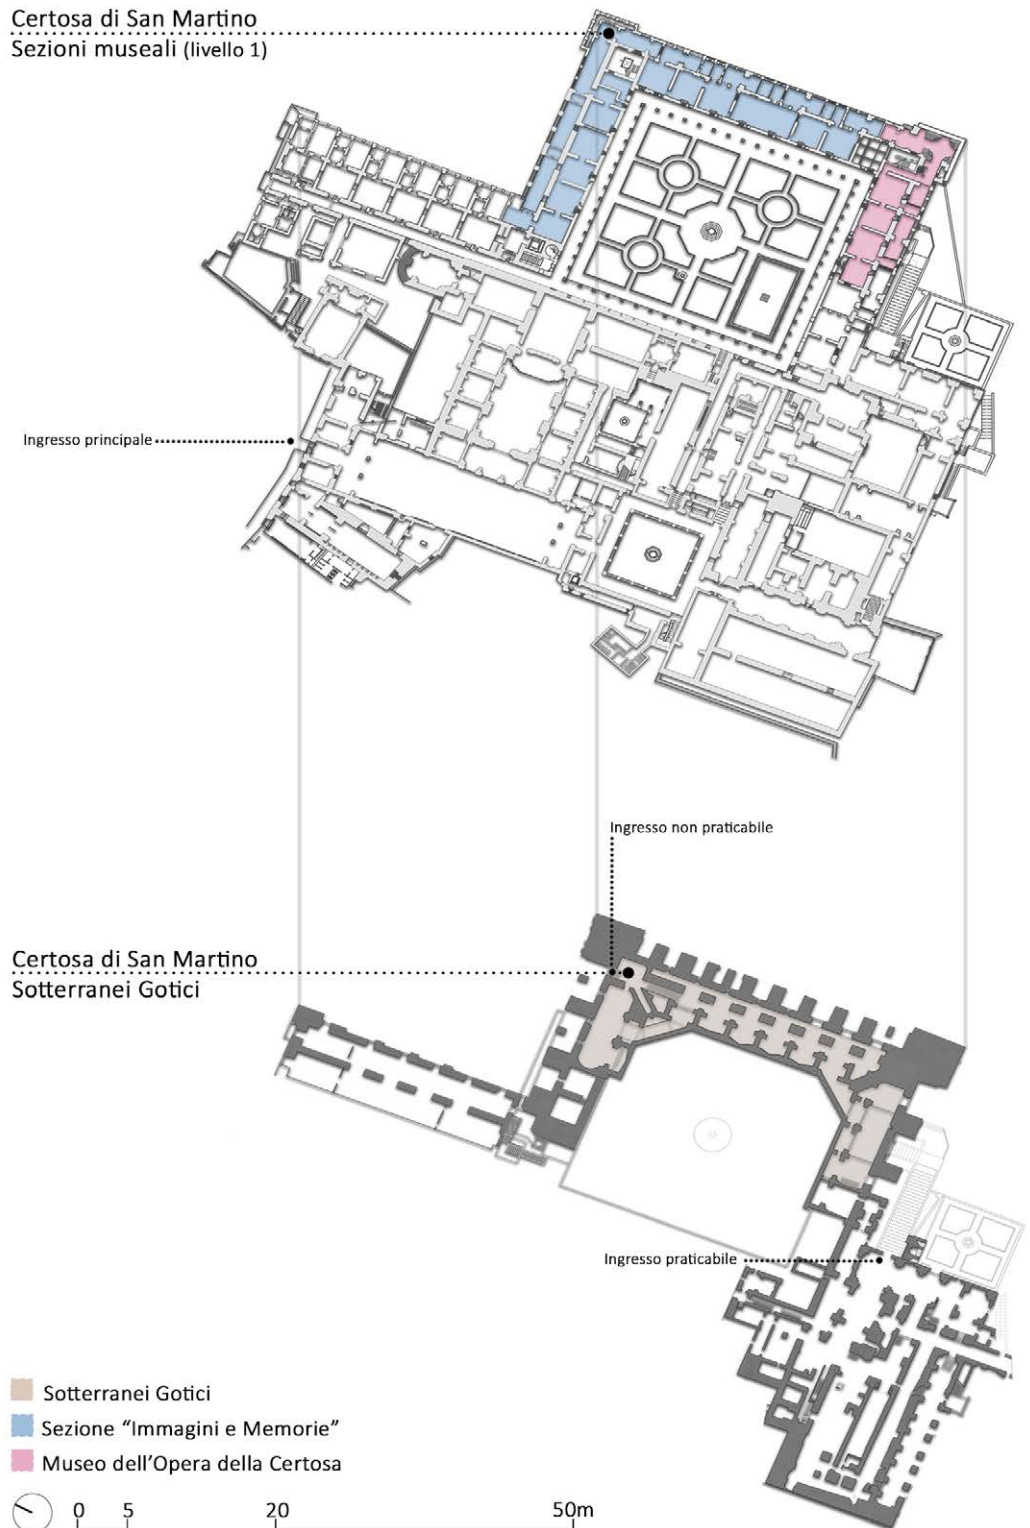 Certosa di San Martino
Sezioni museali (livello 1)
Ingresso principale
Ingresso non praticabile
Certosa di San Martino
Sotterranei Gotici
Ingresso praticabile
Sotterranei Gotici
Sezione “Immagini e Memorie”
Museo dell’Opera della Certosa
0 5 20 50m